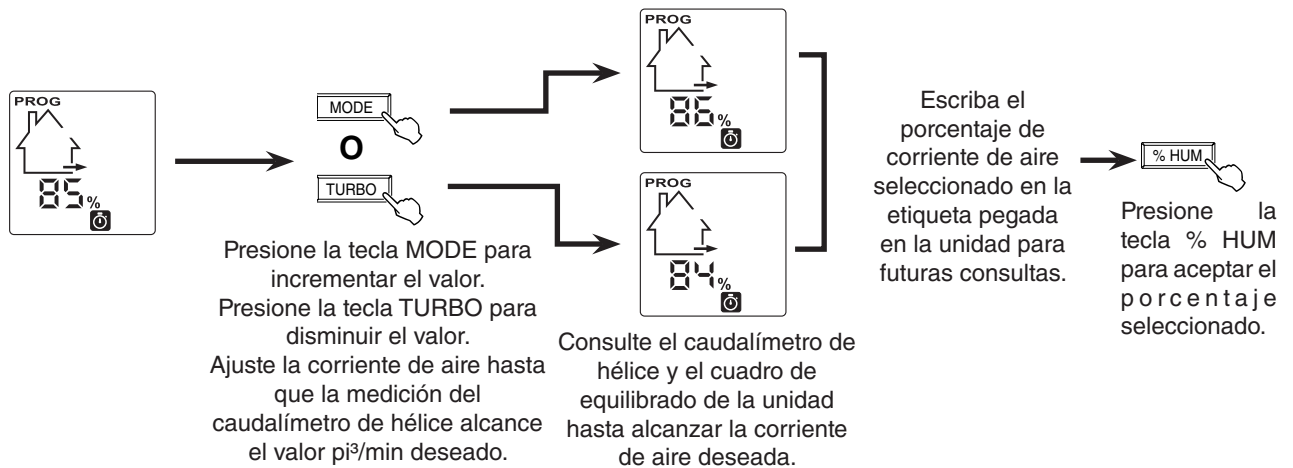 PROG
85%
MODE
O
TURBO
Presione la tecla MODE para
incrementar el valor.
Presione la tecla TURBO para
disminuir el valor.
Ajuste la corriente de aire hasta
que la medición del
caudalímetro de hélice alcance
el valor pi³/min deseado.
PROG
86%
PROG
84%
Consulte el caudalímetro de
hélice y el cuadro de
equilibrado de la unidad
hasta alcanzar la corriente
de aire deseada.
Escriba el
porcentaje de
corriente de aire
seleccionado en la
etiqueta pegada
en la unidad para
futuras consultas.
% HUM
Presione la
tecla % HUM
para aceptar el
porcentaje
seleccionado.